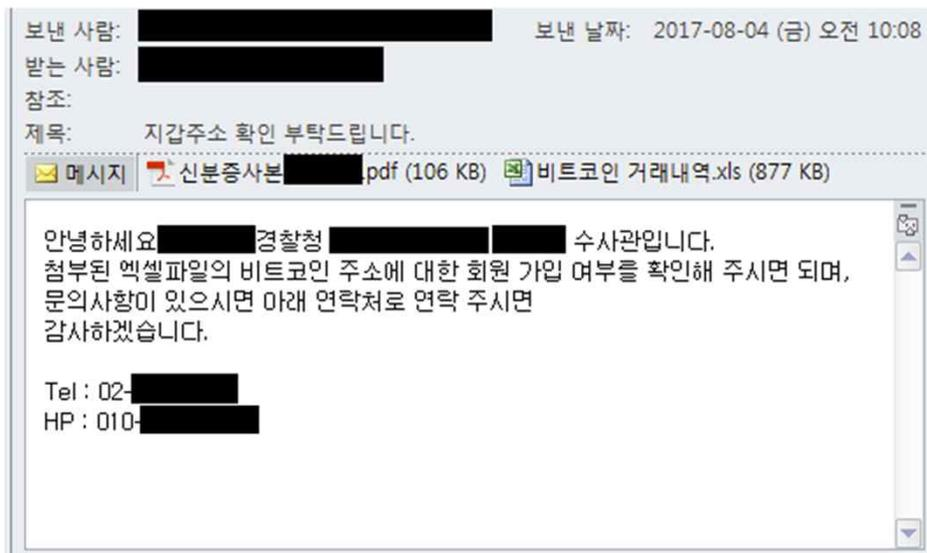 보낸 사람: 보낸 날짜: 2017-08-04 (금) 오전 10:08
받는 사람:
참조:
제목: 지갑주소 확인 부탁드립니다.
메시지 신분증사본 .pdf (106 KB) 비트코인 거래내역.xls (877 KB)
안녕하세요 경찰청 수사관입니다.
첨부된 엑셀파일의 비트코인 주소에 대한 회원 가입 여부를 확인해 주시면 되며,
문의사항이 있으시면 아래 연락처로 연락 주시면
감사하겠습니다.
Tel : 02-
HP : 010-